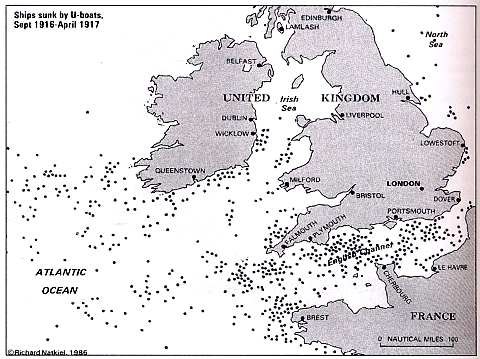 Ships sunk by U-boats,
Sept 1916-April 1917
EDINBURGH
LAMLASH
North
Sea
BELFAST
UNITED KINGDOM
Irish
Sea
HULL
DUBLIN
LIVERPOOL
WICKLOW
LOWESTOFT
QUEENSTOWN
MILFORD
LONDON
BRISTOL
DOVER
PORTSMOUTH
FALMOUTH
PLYMOUTH
English Channel
ATLANTIC
OCEAN
CHERBOURG
LE HAVRE
BREST
FRANCE
0 NAUTICAL MILES 100
©Richard Natkiel, 1986